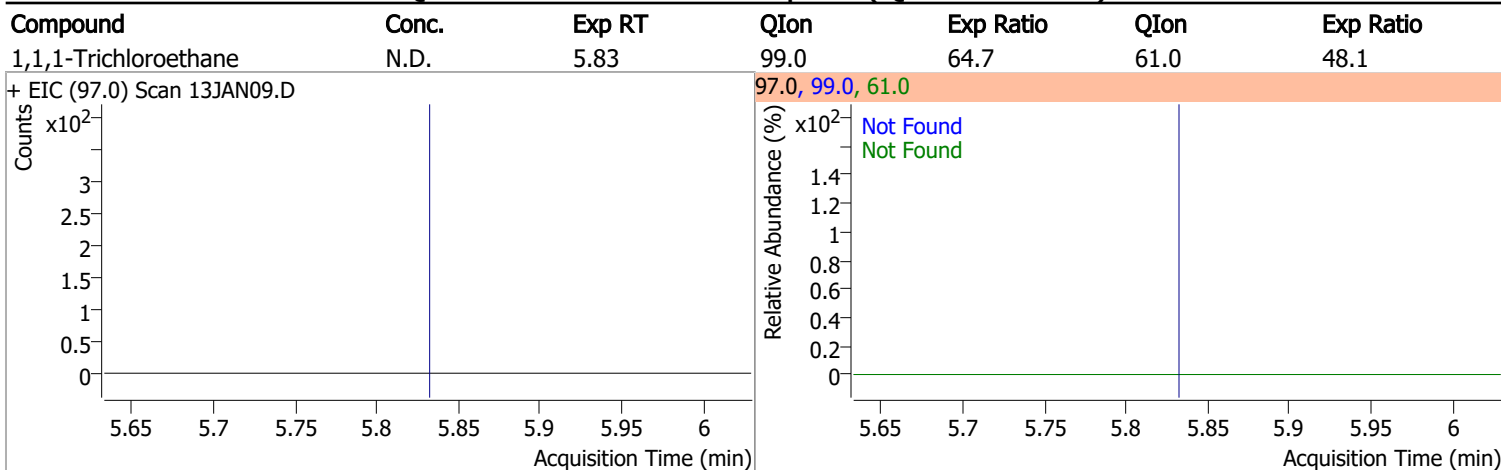 Compound Conc. Exp RT QIon Exp Ratio QIon Exp Ratio
1,1,1-Trichloroethane N.D. 5.83 99.0 64.7 61.0 48.1
+ EIC (97.0) Scan 13JAN09.D
Counts
x10²
3
2.5
2
1.5
1
0.5
0
5.65 5.7 5.75 5.8 5.85 5.9 5.95 6
Acquisition Time (min)
97.0, 99.0, 61.0
Relative Abundance (%)
x10²
Not Found
Not Found
1.4
1.2
1
0.8
0.6
0.4
0.2
0
5.65 5.7 5.75 5.8 5.85 5.9 5.95 6
Acquisition Time (min)